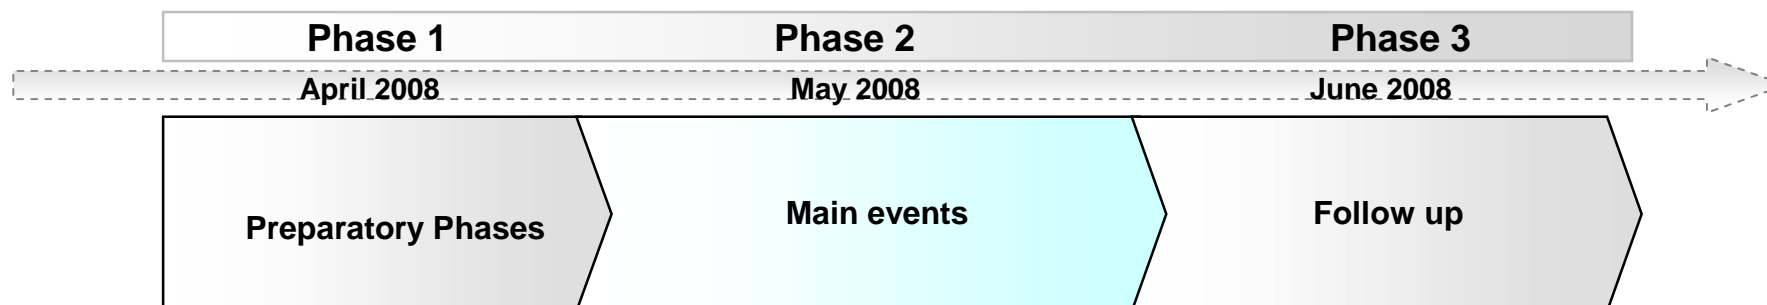 Phase 1 Phase 2 Phase 3
April 2008 May 2008 June 2008
Preparatory Phases Main events Follow up